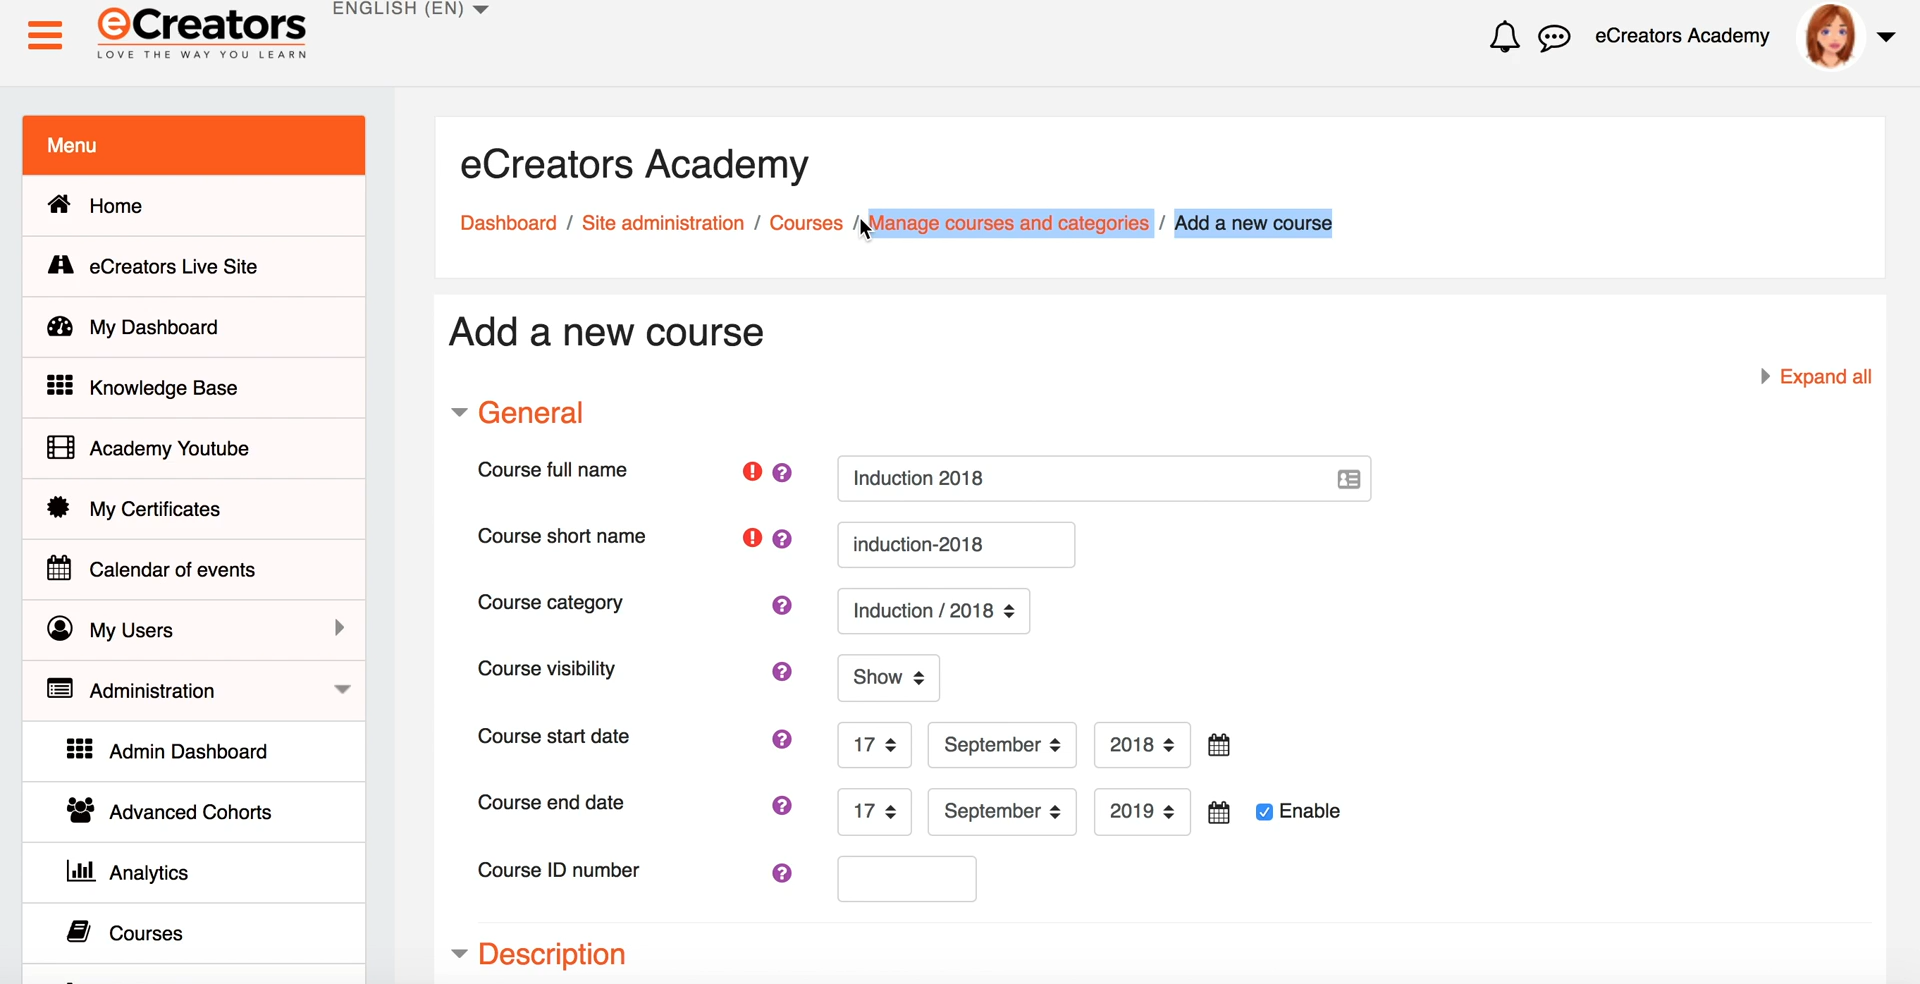 ENGLISH (EN)
eCreators
LOVE THE WAY YOU LEARN
eCreators Academy
Menu
Home
eCreators Live Site
My Dashboard
Knowledge Base
Academy Youtube
My Certificates
Calendar of events
My Users
Administration
Admin Dashboard
Advanced Cohorts
Analytics
Courses
eCreators Academy
Dashboard / Site administration / Courses / Manage courses and categories / Add a new course
Add a new course
Expand all
General
Course full name ! ? Induction 2018
Course short name ! ? induction-2018
Course category ? Induction / 2018
Course visibility ? Show
Course start date ? 17 September 2018
Course end date ? 17 September 2019 Enable
Course ID number ?
Description